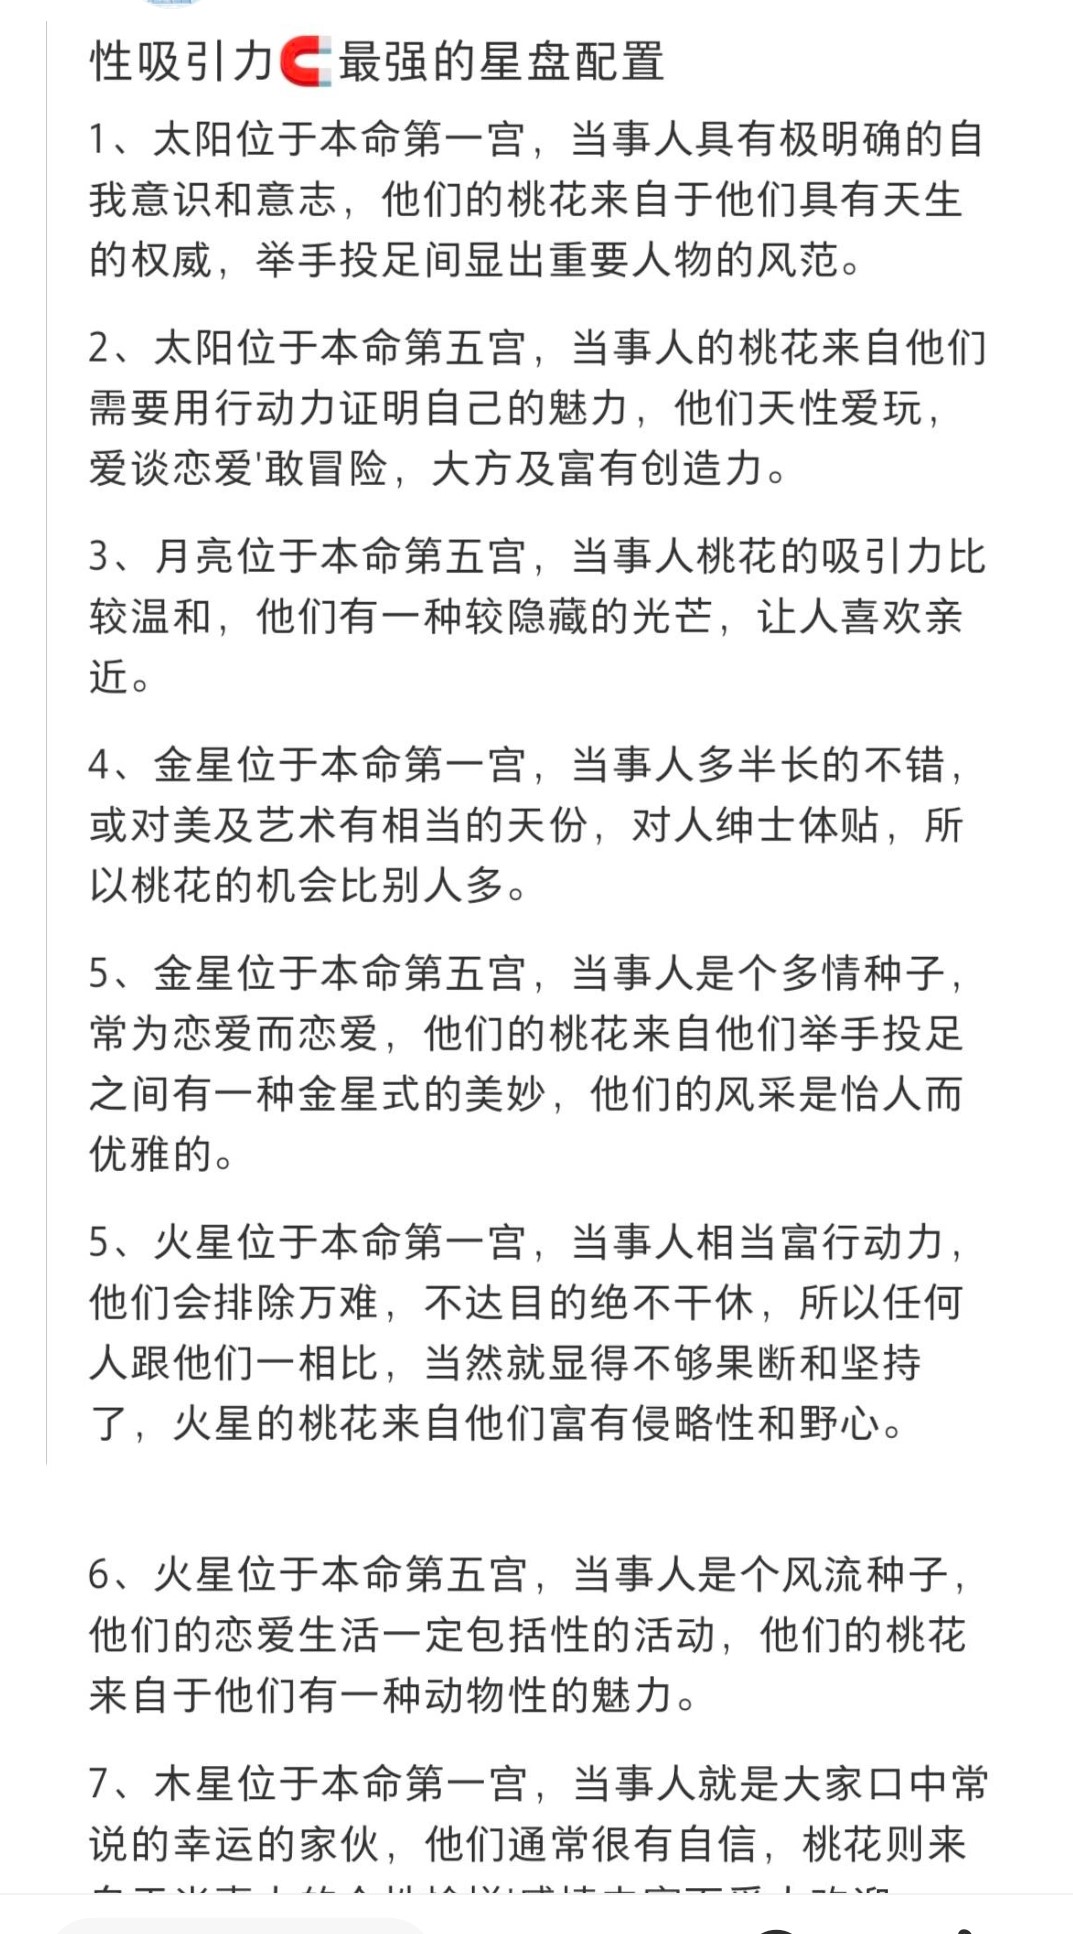 性吸引力🧲最强的星盘配置
1、太阳位于本命第一宫，当事人具有极明确的自
我意识和意志，他们的桃花来自于他们具有天生
的权威，举手投足间显出重要人物的风范。
2、太阳位于本命第五宫，当事人的桃花来自他们
需要用行动力证明自己的魅力，他们天性爱玩，
爱谈恋爱'敢冒险，大方及富有创造力。
3、月亮位于本命第五宫，当事人桃花的吸引力比
较温和，他们有一种较隐藏的光芒，让人喜欢亲
近。
4、金星位于本命第一宫，当事人多半长的不错，
或对美及艺术有相当的天份，对人绅士体贴，所
以桃花的机会比别人多。
5、金星位于本命第五宫，当事人是个多情种子，
常为恋爱而恋爱，他们的桃花来自他们举手投足
之间有一种金星式的美妙，他们的风采是怡人而
优雅的。
5、火星位于本命第一宫，当事人相当富行动力，
他们会排除万难，不达目的绝不干休，所以任何
人跟他们一相比，当然就显得不够果断和坚持
了，火星的桃花来自他们富有侵略性和野心。
6、火星位于本命第五宫，当事人是个风流种子，
他们的恋爱生活一定包括性的活动，他们的桃花
来自于他们有一种动物性的魅力。
7、木星位于本命第一宫，当事人就是大家口中常
说的幸运的家伙，他们通常很有自信，桃花则来